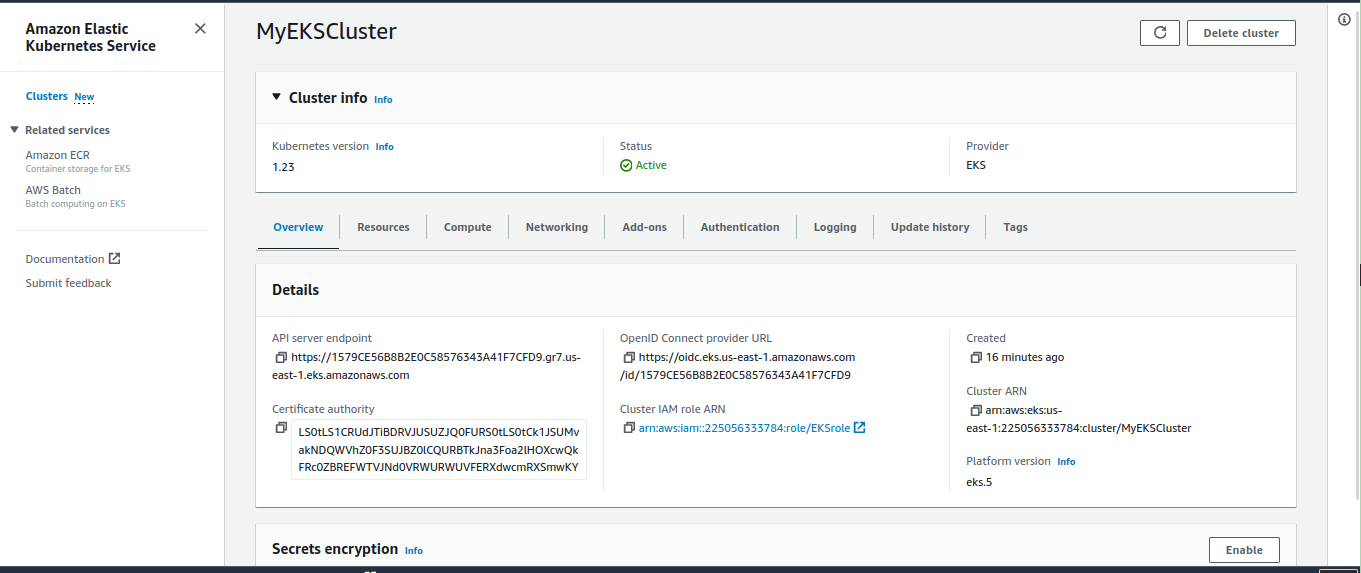 Amazon Elastic
Kubernetes Service
Clusters New
Related services
Amazon ECR
Container storage for EKS
AWS Batch
Batch computing on EKS
Documentation
Submit feedback
MyEKSCluster
Delete cluster
Cluster info Info
Kubernetes version Info
1.23
Status
Active
Provider
EKS
Overview Resources Compute Networking Add-ons Authentication Logging Update history Tags
Details
API server endpoint
https://1579CE56B8B2E0C58576343A41F7CFD9.gr7.us-
east-1.eks.amazonaws.com
Certificate authority
LS0tLS1CRUdJTiBDRVJUSUZJQ0FURS0tLS0tCk1JSUMv
akNDQWVhZ0F3SUJBZ0lCQURBTkJna3Foa2lHOXcwQk
FRc0ZBREFWTVJNd0VRWURWUVFERXdwcmRXSmwKY
OpenID Connect provider URL
https://oidc.eks.us-east-1.amazonaws.com
/id/1579CE56B8B2E0C58576343A41F7CFD9
Cluster IAM role ARN
arn:aws:iam::225056333784:role/EKSrole
Created
16 minutes ago
Cluster ARN
arn:aws:eks:us-
east-1:225056333784:cluster/MyEKSCluster
Platform version Info
eks.5
Secrets encryption Info
Enable